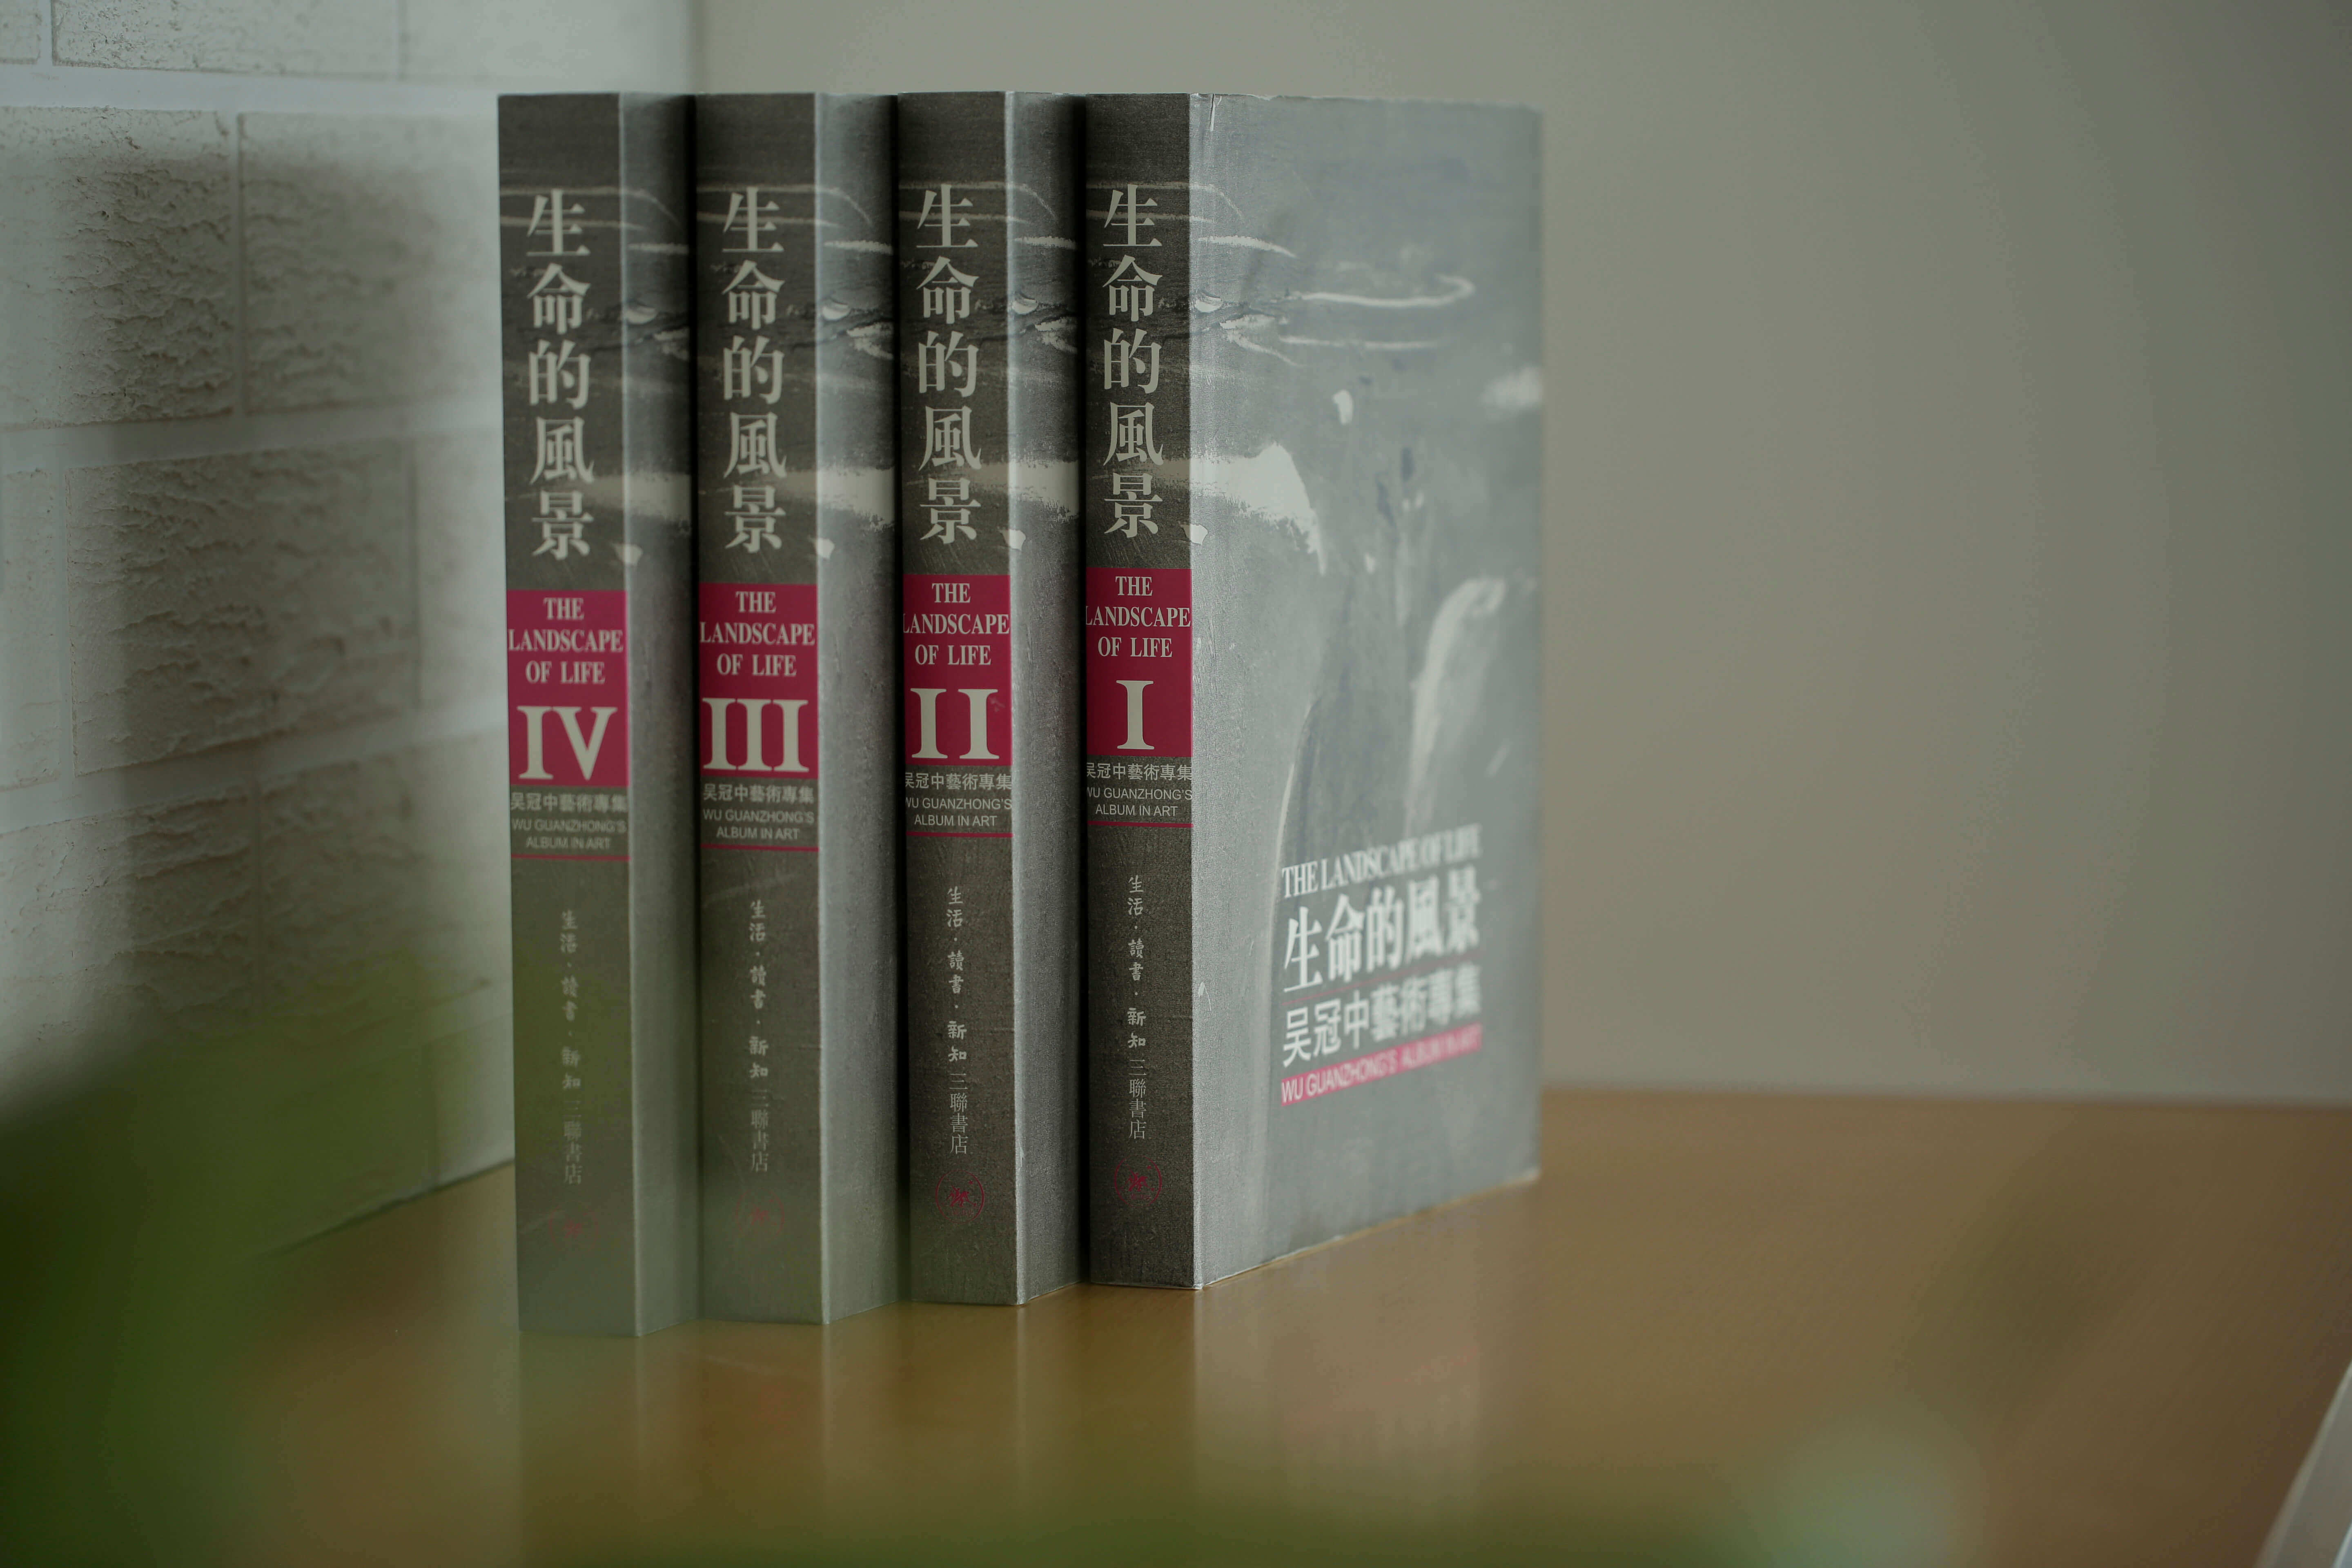 生命的風景
THE
LANDSCAPE
OF LIFE
IV
吴冠中藝術專集
WU GUANZHONG'S
ALBUM IN ART
生活·讀書·新知三聯書店
生命的風景
THE
LANDSCAPE
OF LIFE
III
吴冠中藝術專集
WU GUANZHONG'S
ALBUM IN ART
生活·讀書·新知三聯書店
生命的風景
THE
LANDSCAPE
OF LIFE
II
吴冠中藝術專集
WU GUANZHONG'S
ALBUM IN ART
生活·讀書·新知三聯書店
生命的風景
THE
LANDSCAPE
OF LIFE
I
吴冠中藝術專集
WU GUANZHONG'S
ALBUM IN ART
生活·讀書·新知三聯書店
THE LANDSCAPE OF LIFE
生命的風景
吴冠中藝術專集
WU GUANZHONG'S ALBUM IN ART